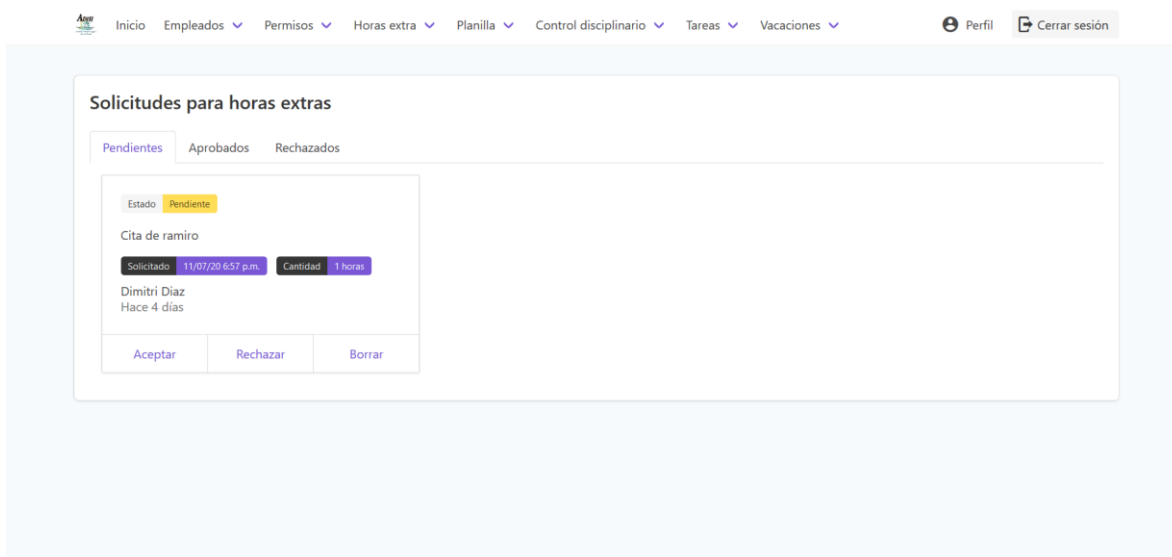 Inicio Empleados Permisos Horas extra Planilla Control disciplinario Tareas Vacaciones Perfil Cerrar sesión
Solicitudes para horas extras
Pendientes Aprobados Rechazados
Estado Pendiente
Cita de ramiro
Solicitado 11/07/20 6:57 p.m. Cantidad 1 horas
Dimitri Diaz
Hace 4 días
Aceptar Rechazar Borrar